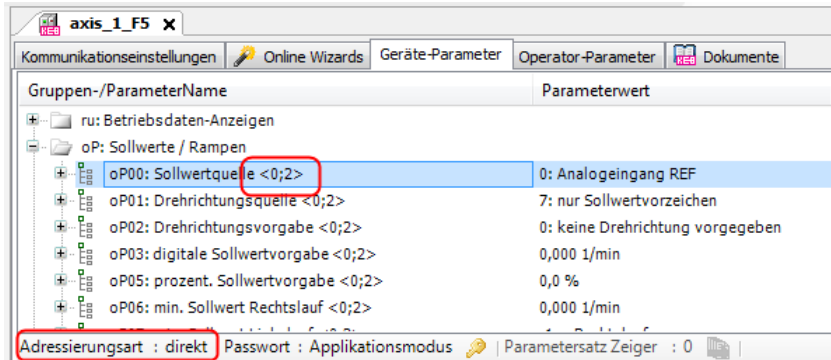 KEB axis_1_F5 x
Kommunikationseinstellungen Online Wizards Geräte-Parameter Operator-Parameter KEB Dokumente
Gruppen-/ParameterName Parameterwert
ru: Betriebsdaten-Anzeigen
oP: Sollwerte / Rampen
oP00: Sollwertquelle <0;2> 0: Analogeingang REF
oP01: Drehrichtungsquelle <0;2> 7: nur Sollwertvorzeichen
oP02: Drehrichtungsvorgabe <0;2> 0: keine Drehrichtung vorgegeben
oP03: digitale Sollwertvorgabe <0;2> 0,000 1/min
oP05: prozent. Sollwertvorgabe <0;2> 0,0 %
oP06: min. Sollwert Rechtslauf <0;2> 0,000 1/min
Adressierungsart : direkt Passwort : Applikationsmodus | Parametersatz Zeiger : 0 |